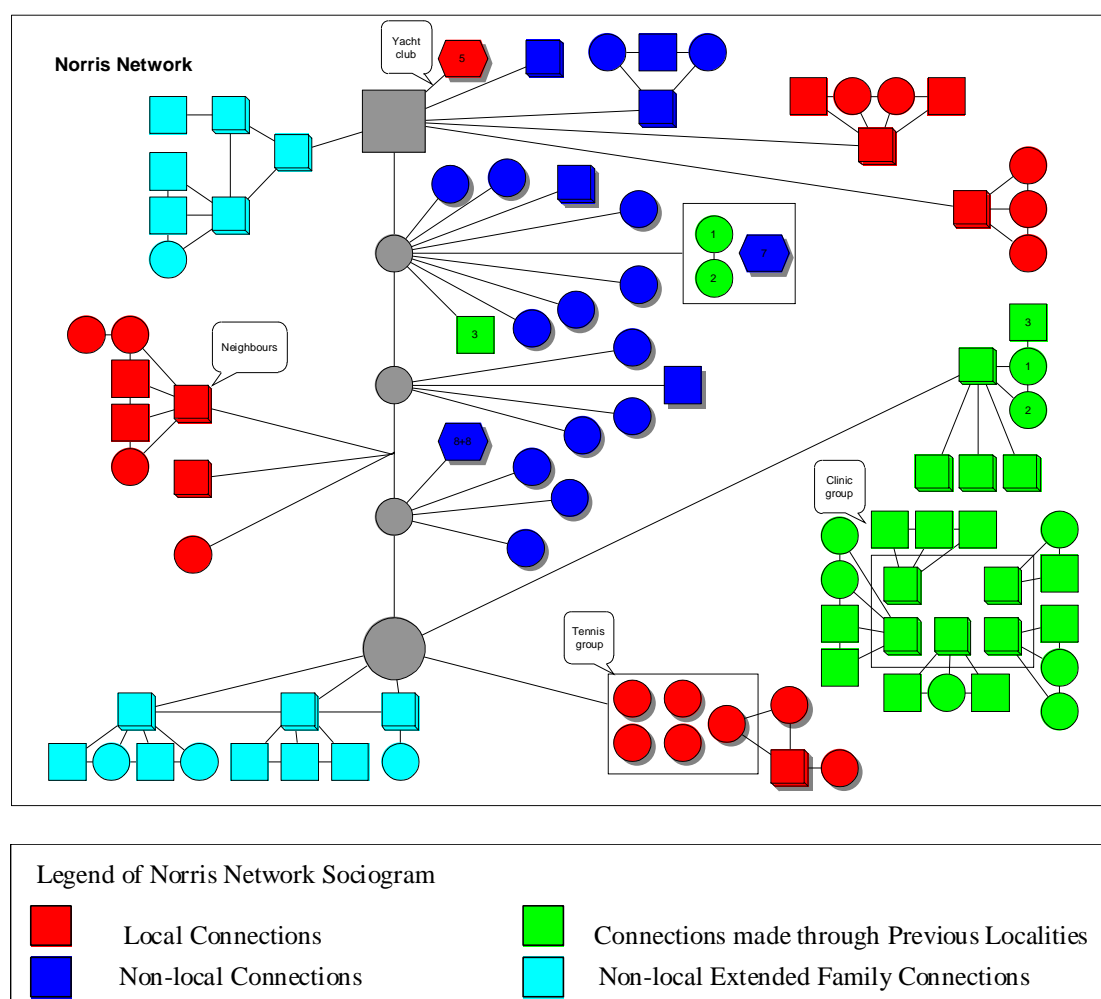 Norris Network
Yacht
club
5
1
2
7
3
Neighbours
8+8
3
1
2
Clinic
group
Tennis
group
Legend of Norris Network Sociogram
Local Connections
Connections made through Previous Localities
Non-local Connections
Non-local Extended Family Connections